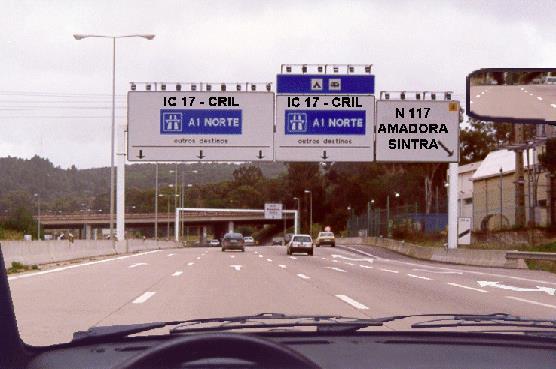 IC 17 - CRIL
A1 NORTE
outros destinos
IC 17 - CRIL
A1 NORTE
outros destinos
N 117
AMADORA
SINTRA